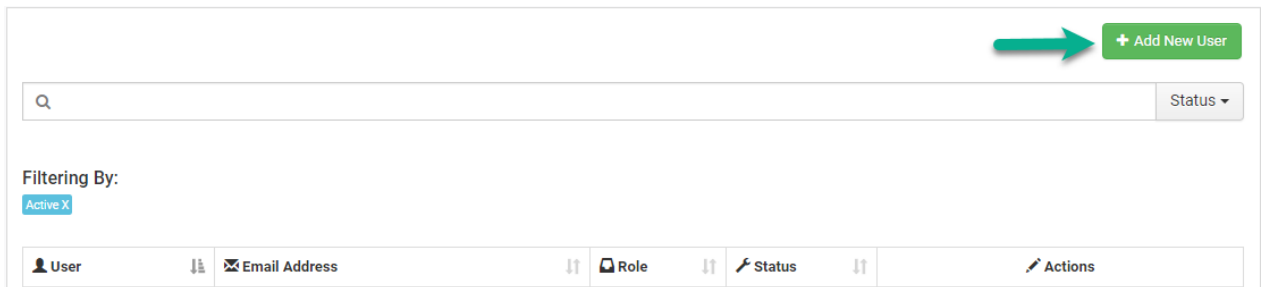 Add New User
Status
Filtering By:
Active X
User Email Address Role Status Actions